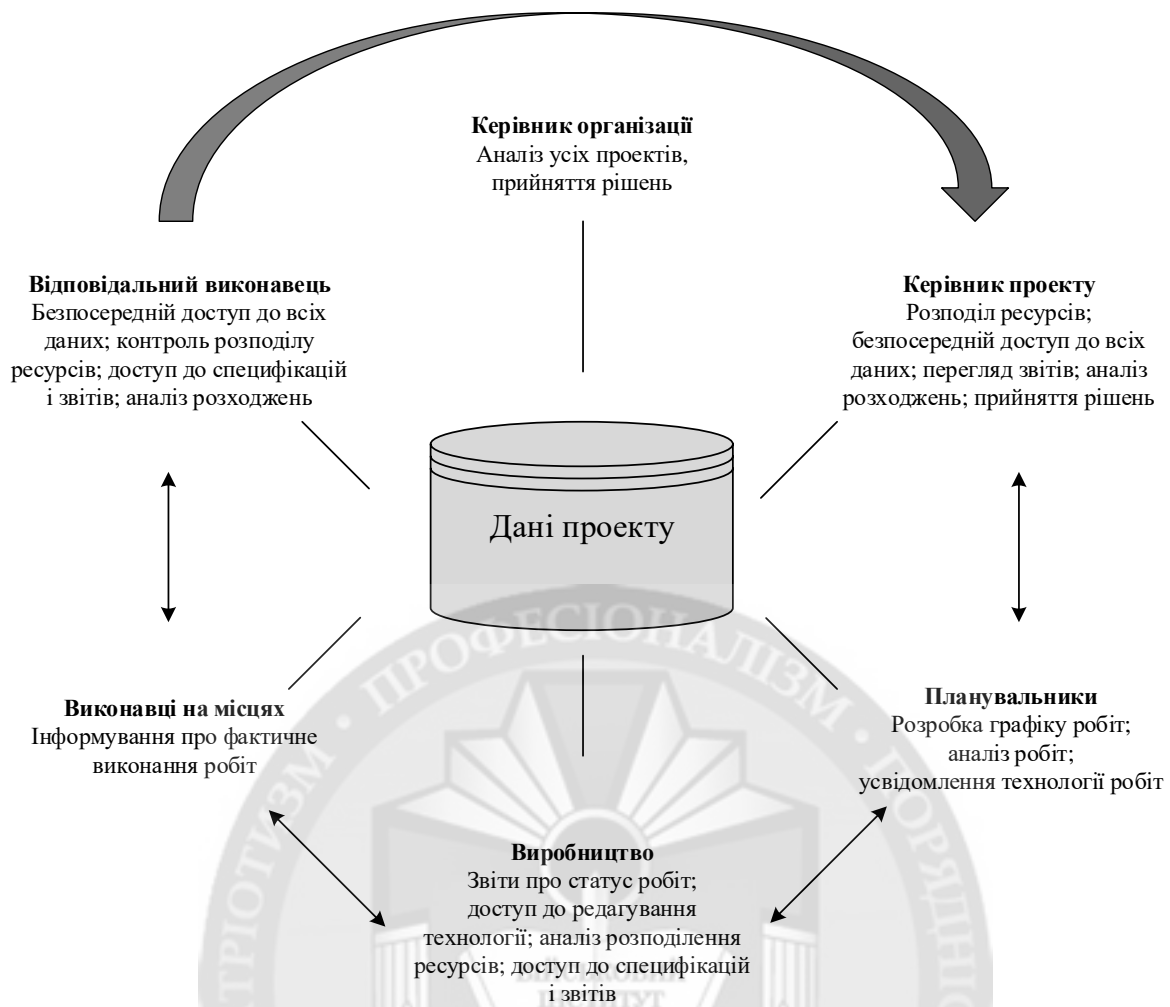 Керівник організації
Аналіз усіх проектів,
прийняття рішень
Відповідальний виконавець
Безпосередній доступ до всіх
даних; контроль розподілу
ресурсів; доступ до специфікацій
і звітів; аналіз розходжень
Керівник проекту
Розподіл ресурсів;
безпосередній доступ до всіх
даних; перегляд звітів; аналіз
розходжень; прийняття рішень
Дані проекту
Виконавці на місцях
Інформування про фактичне
виконання робіт
Планувальники
Розробка графіку робіт;
аналіз робіт;
усвідомлення технології робіт
Виробництво
Звіти про статус робіт;
доступ до редагування
технології; аналіз розподілення
ресурсів; доступ до специфікацій
і звітів
ПРОФЕСІОНАЛІЗМ